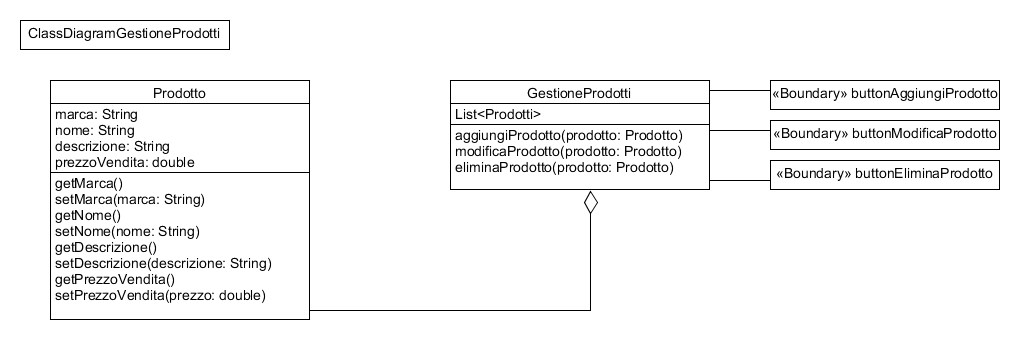 ClassDiagramGestioneProdotti
Prodotto
marca: String
nome: String
descrizione: String
prezzoVendita: double
getMarca()
setMarca(marca: String)
getNome()
setNome(nome: String)
getDescrizione()
setDescrizione(descrizione: String)
getPrezzoVendita()
setPrezzoVendita(prezzo: double)
GestioneProdotti
List<Prodotti>
aggiungiProdotto(prodotto: Prodotto)
modificaProdotto(prodotto: Prodotto)
eliminaProdotto(prodotto: Prodotto)
«Boundary» buttonAggiungiProdotto
«Boundary» buttonModificaProdotto
«Boundary» buttonEliminaProdotto